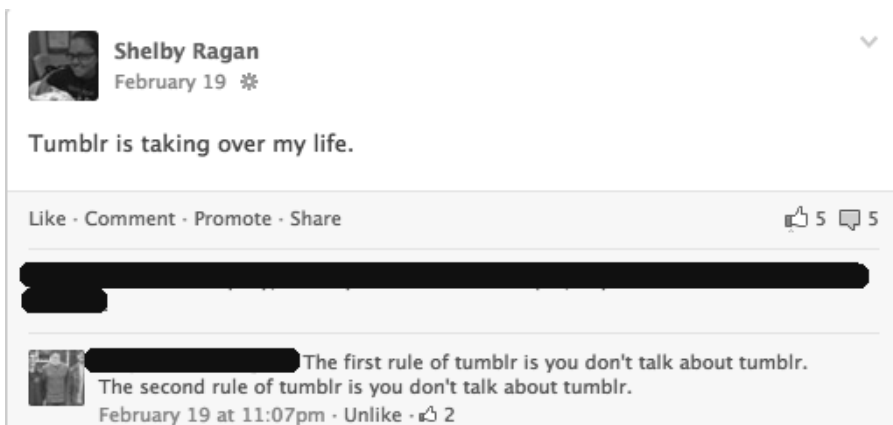 Shelby Ragan
February 19
Tumblr is taking over my life.
Like · Comment · Promote · Share
5 5
The first rule of tumblr is you don't talk about tumblr.
The second rule of tumblr is you don't talk about tumblr.
February 19 at 11:07pm · Unlike · 2